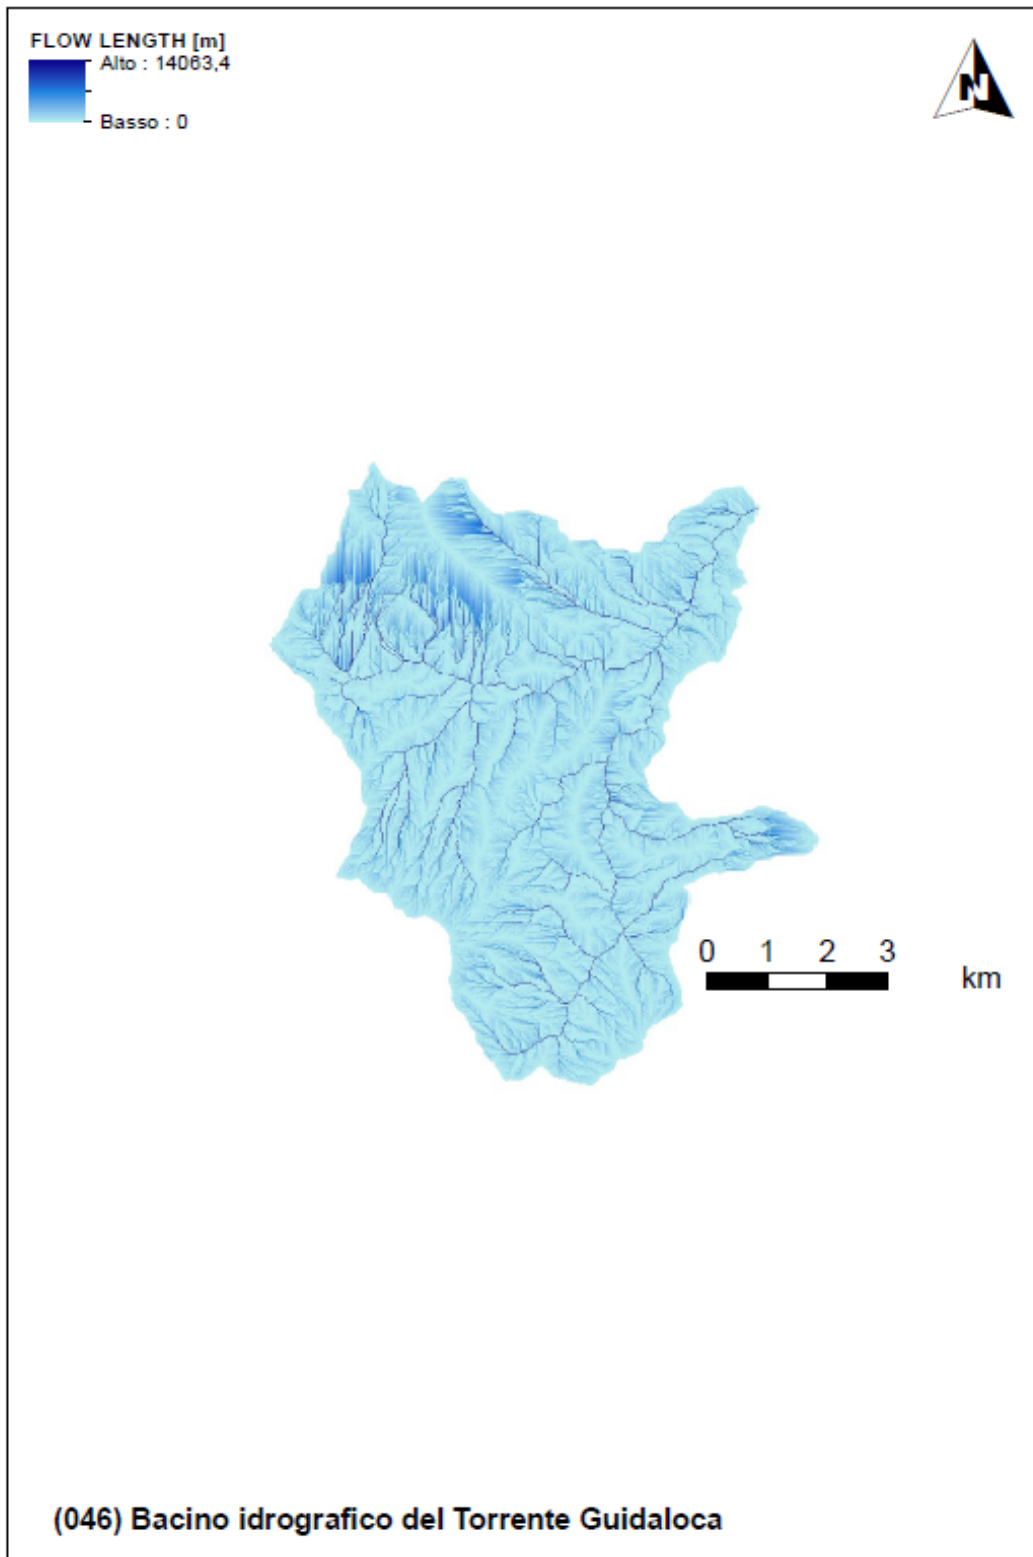 FLOW LENGTH [m]
Alto : 14063,4
Basso : 0
N
0 1 2 3
km
(046) Bacino idrografico del Torrente Guidaloca